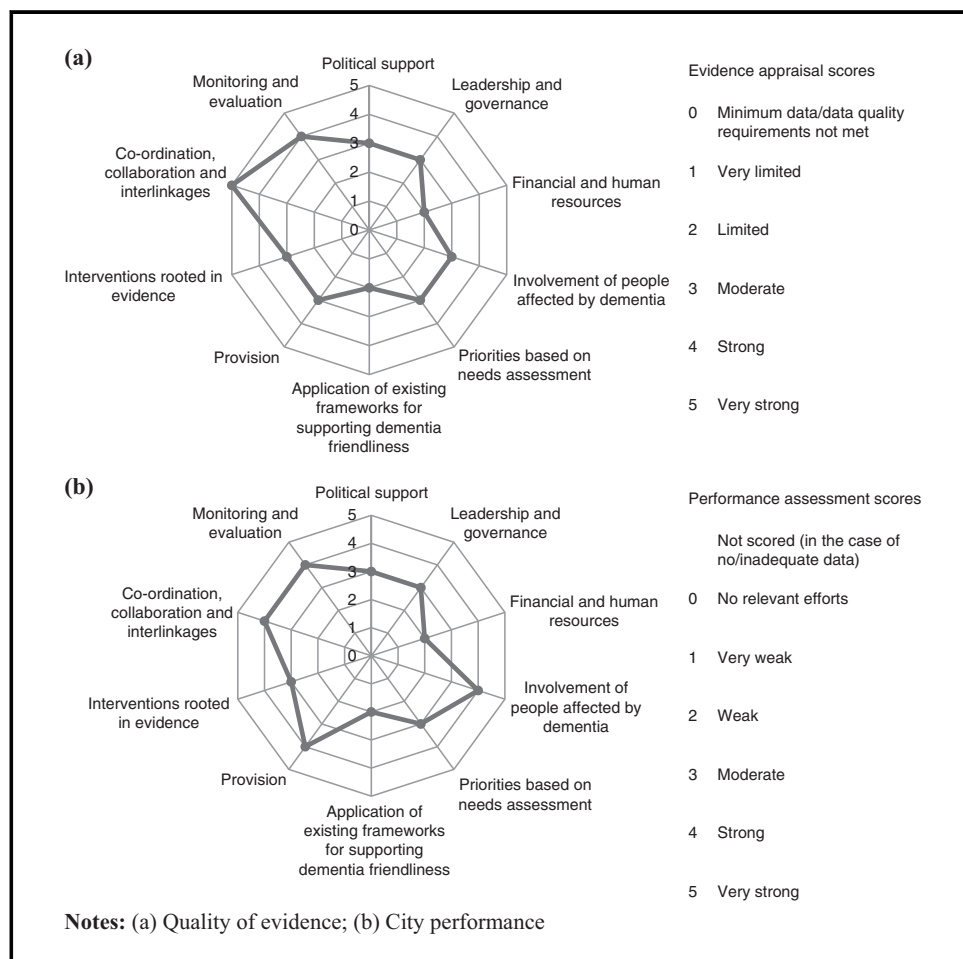 (a)
Political support
Monitoring and
evaluation
Leadership and
governance
Co-ordination,
collaboration and
interlinkages
Financial and human
resources
Interventions rooted in
evidence
Involvement of people
affected by dementia
Provision
Priorities based on
needs assessment
Application of existing
frameworks for
supporting dementia
friendliness
5
4
3
2
1
0
Evidence appraisal scores
0 Minimum data/data quality
requirements not met
1 Very limited
2 Limited
3 Moderate
4 Strong
5 Very strong
(b)
Political support
Monitoring and
evaluation
Leadership and
governance
Co-ordination,
collaboration and
interlinkages
Financial and human
resources
Interventions rooted
in evidence
Involvement of
people affected by
dementia
Provision
Priorities based on
needs assessment
Application of
existing frameworks
for supporting
dementia friendliness
5
4
3
2
1
0
Performance assessment scores
Not scored (in the case of
no/inadequate data)
0 No relevant efforts
1 Very weak
2 Weak
3 Moderate
4 Strong
5 Very strong
Notes: (a) Quality of evidence; (b) City performance